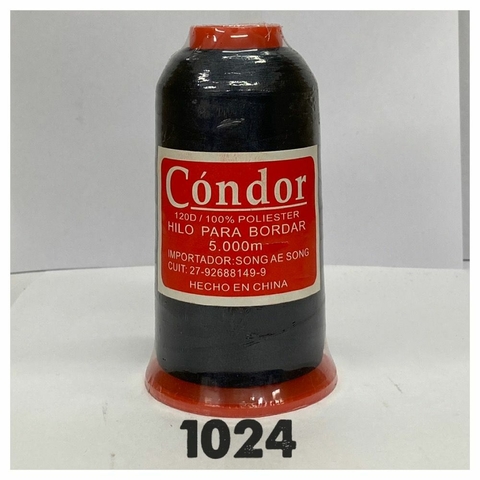 Cóndor
120D / 100% POLIESTER
HILO PARA BORDAR
5.000m
IMPORTADOR:SONG AE SONG
CUIT: 27-92688149-9
HECHO EN CHINA
1024